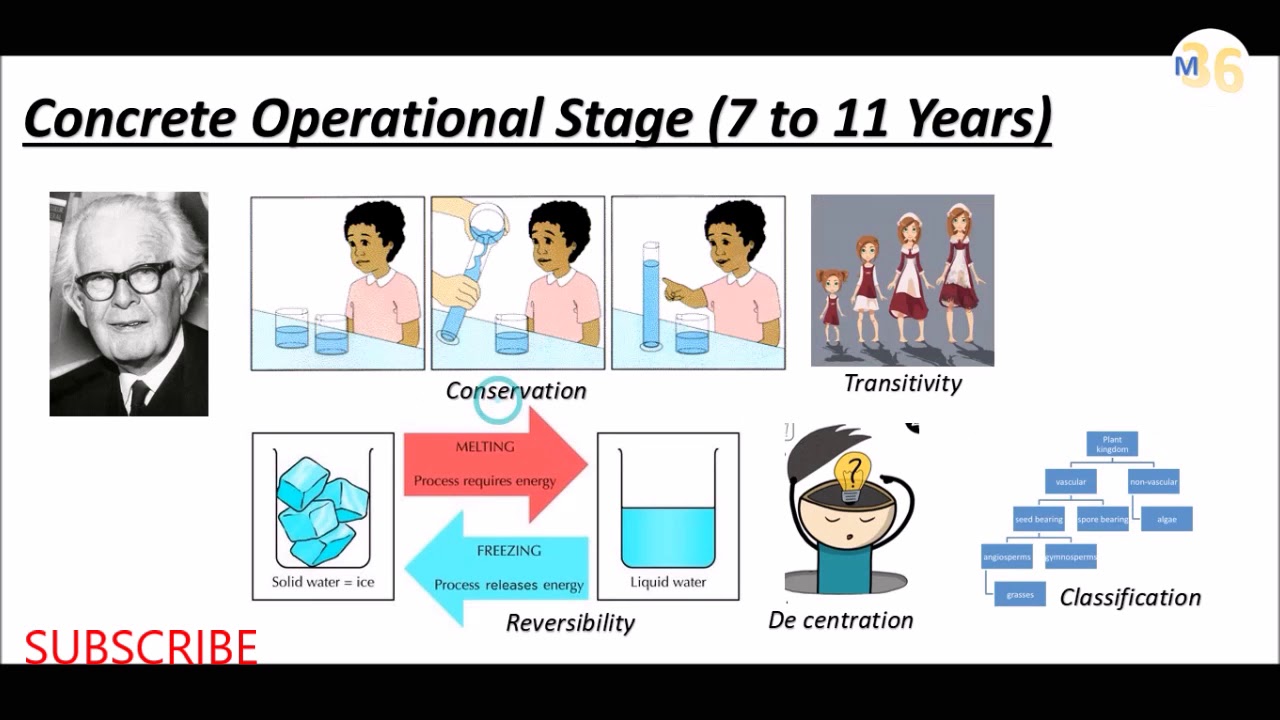 M36
Concrete Operational Stage (7 to 11 Years)
Conservation
Transitivity
MELTING
Process requires energy
FREEZING
Process releases energy
Solid water = ice
Liquid water
Reversibility
?
De centration
Plant
kingdom
vascular
non-vascular
seed bearing
spore bearing
algae
angiosperms
gymnosperms
grasses
Classification
SUBSCRIBE